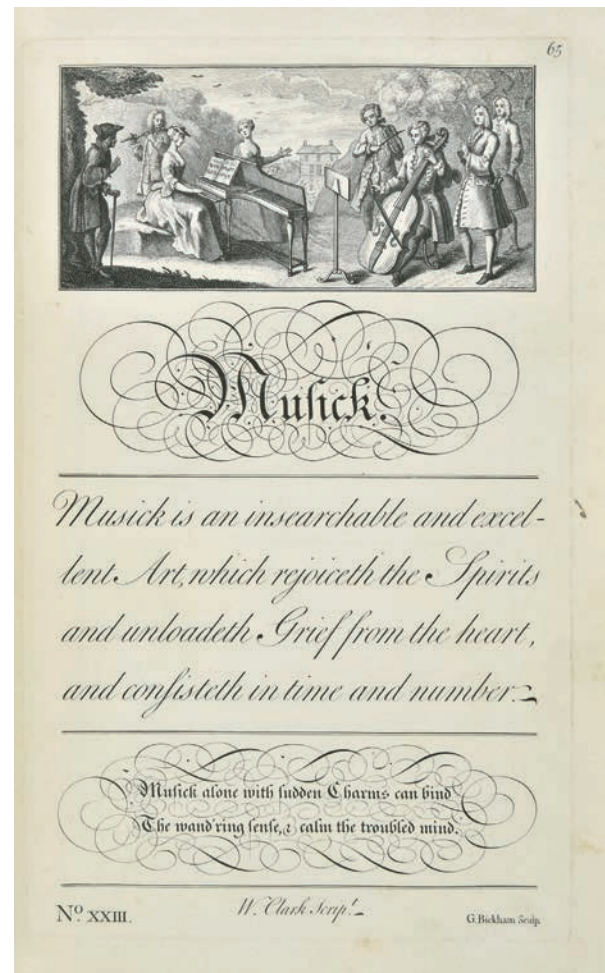 65
Musick.
Musick is an insearchable and excel-
lent Art, which rejoiceth the Spirits
and unloadeth Grief from the heart,
and conſisteth in time and number.
Muſick alone with ſudden Charms can bind
The wand'ring ſenſe, & calm the troubled mind.
No. XXIII.
W. Clark Scrip.t
G. Bickham Sculp.